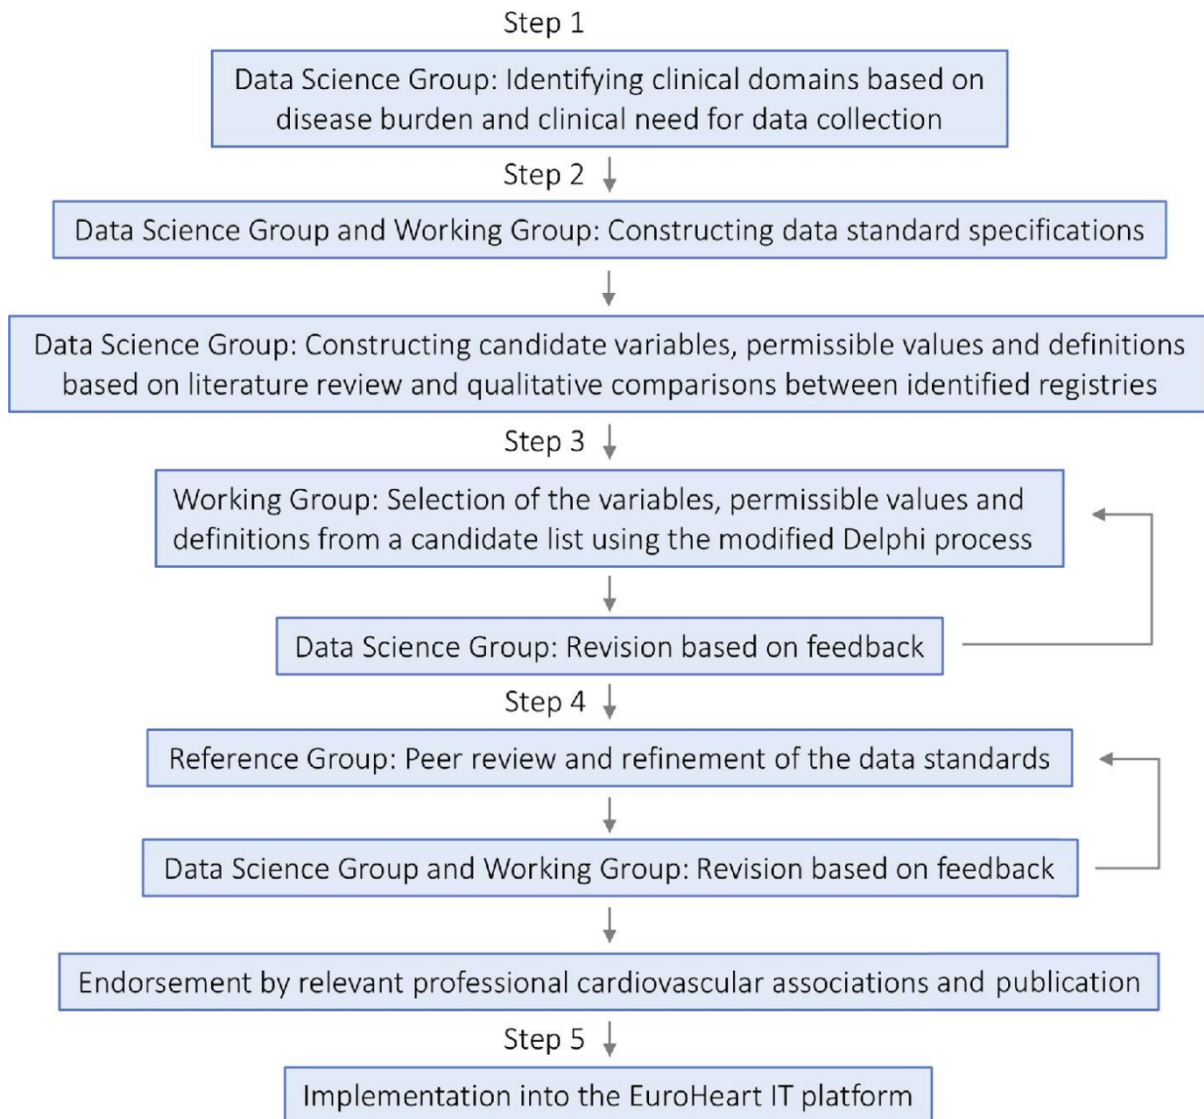 Step 1
Data Science Group: Identifying clinical domains based on
disease burden and clinical need for data collection
Step 2
Data Science Group and Working Group: Constructing data standard specifications
Data Science Group: Constructing candidate variables, permissible values and definitions
based on literature review and qualitative comparisons between identified registries
Step 3
Working Group: Selection of the variables, permissible values and
definitions from a candidate list using the modified Delphi process
Data Science Group: Revision based on feedback
Step 4
Reference Group: Peer review and refinement of the data standards
Data Science Group and Working Group: Revision based on feedback
Endorsement by relevant professional cardiovascular associations and publication
Step 5
Implementation into the EuroHeart IT platform